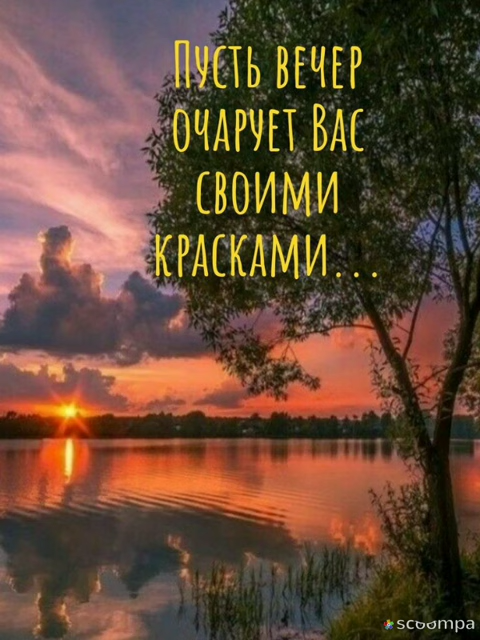 Пусть вечер
очарует Вас
своими
красками...
scoompa